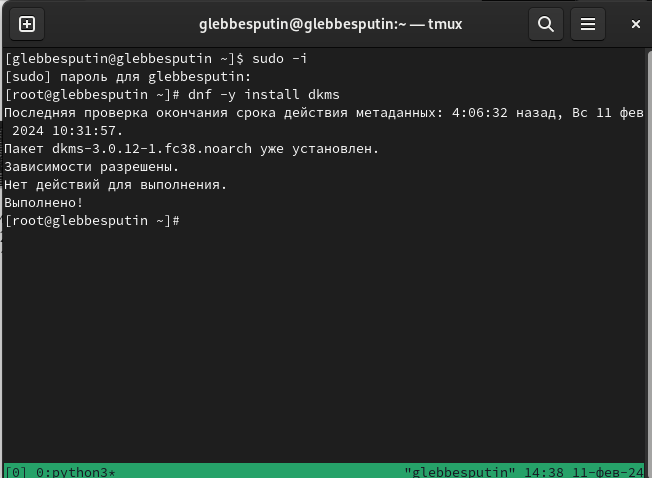 glebbesputin@glebbesputin:~ — tmux
[glebbesputin@glebbesputin ~]$ sudo -i
[sudo] пароль для glebbesputin:
[root@glebbesputin ~]# dnf -y install dkms
Последняя проверка окончания срока действия метаданных: 4:06:32 назад, Вс 11 фев
 2024 10:31:57.
Пакет dkms-3.0.12-1.fc38.noarch уже установлен.
Зависимости разрешены.
Нет действий для выполнения.
Выполнено!
[root@glebbesputin ~]#
[0] 0:python3* "glebbesputin" 14:38 11-фев-24